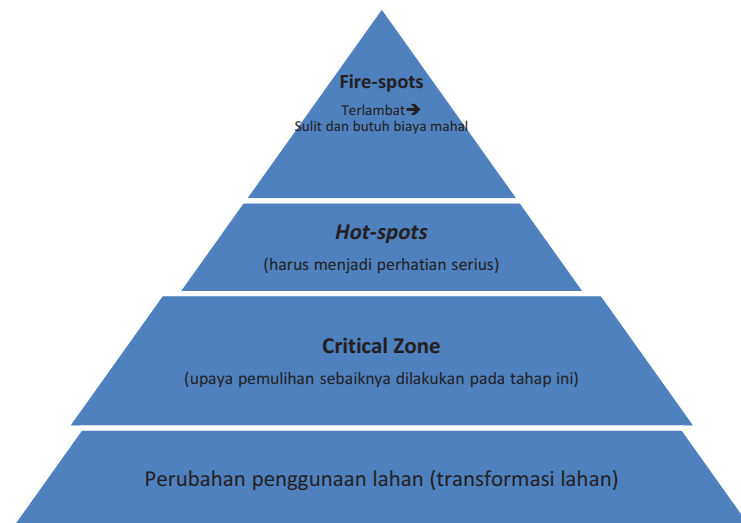 Fire-spots
Terlambat➔
Sulit dan butuh biaya mahal
Hot-spots
(harus menjadi perhatian serius)
Critical Zone
(upaya pemulihan sebaiknya dilakukan pada tahap ini)
Perubahan penggunaan lahan (transformasi lahan)